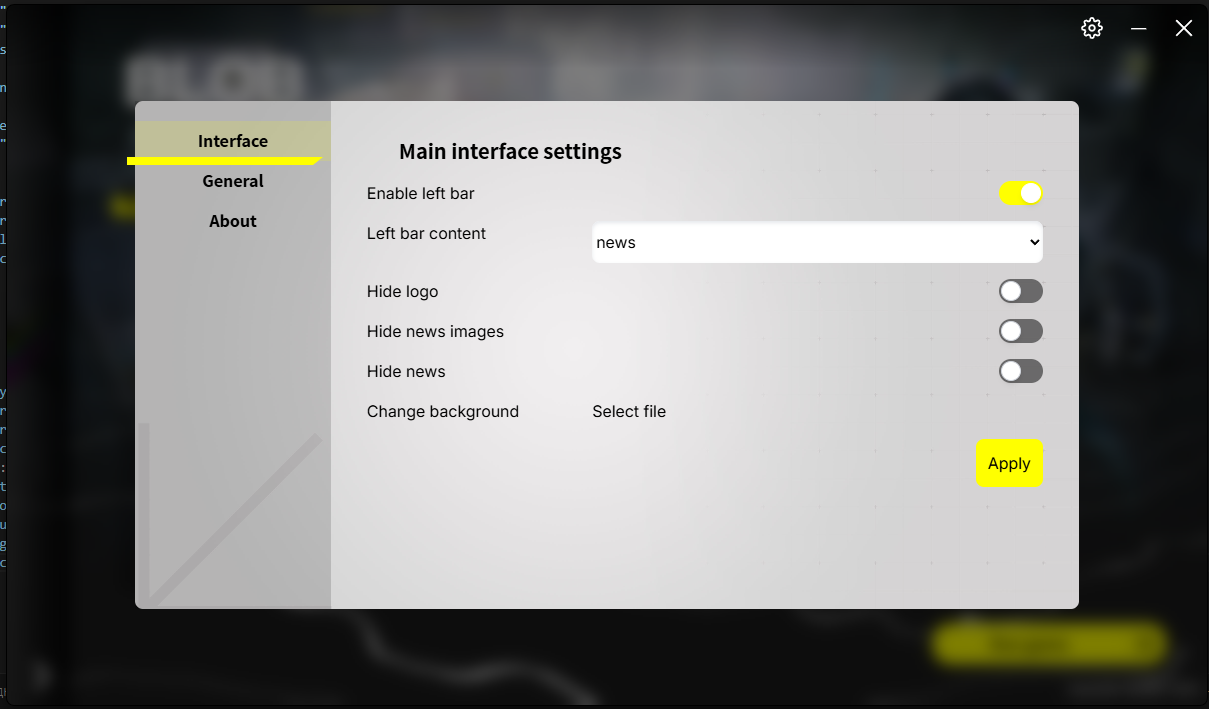 Interface
General
About
Main interface settings
Enable left bar
Left bar content
news
Hide logo
Hide news images
Hide news
Change background
Select file
Apply